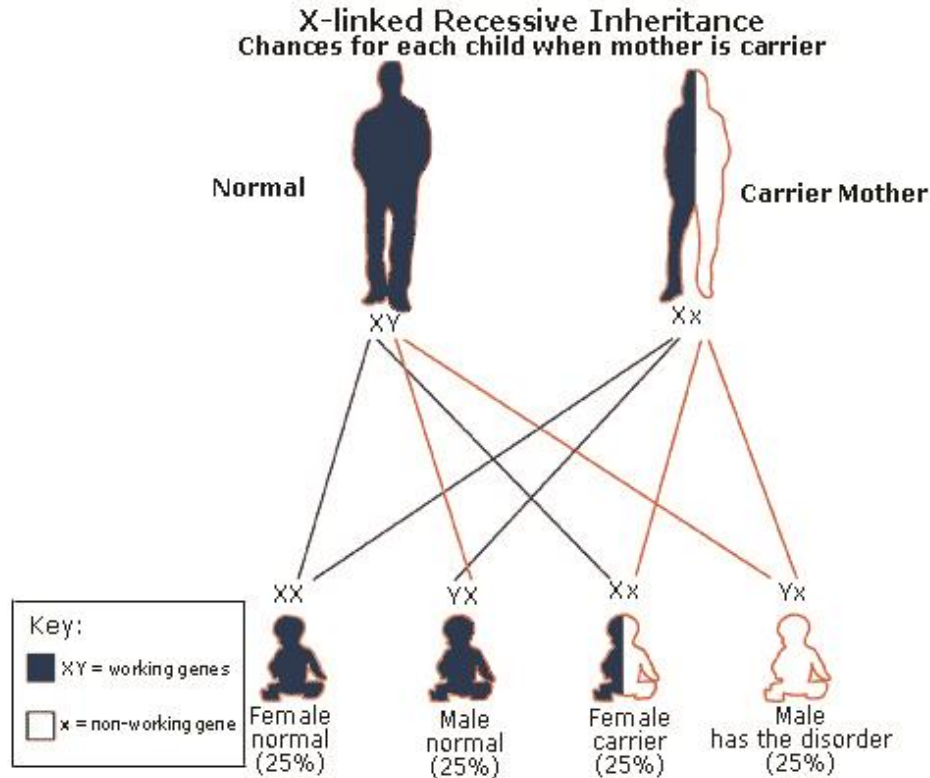 X-linked Recessive Inheritance
Chances for each child when mother is carrier
Normal
Carrier Mother
XY
Xx
XX
YX
Xx
Yx
Key:
XY = working genes
x = non-working gene
Female
normal
(25%)
Male
normal
(25%)
Female
carrier
(25%)
Male
has the disorder
(25%)